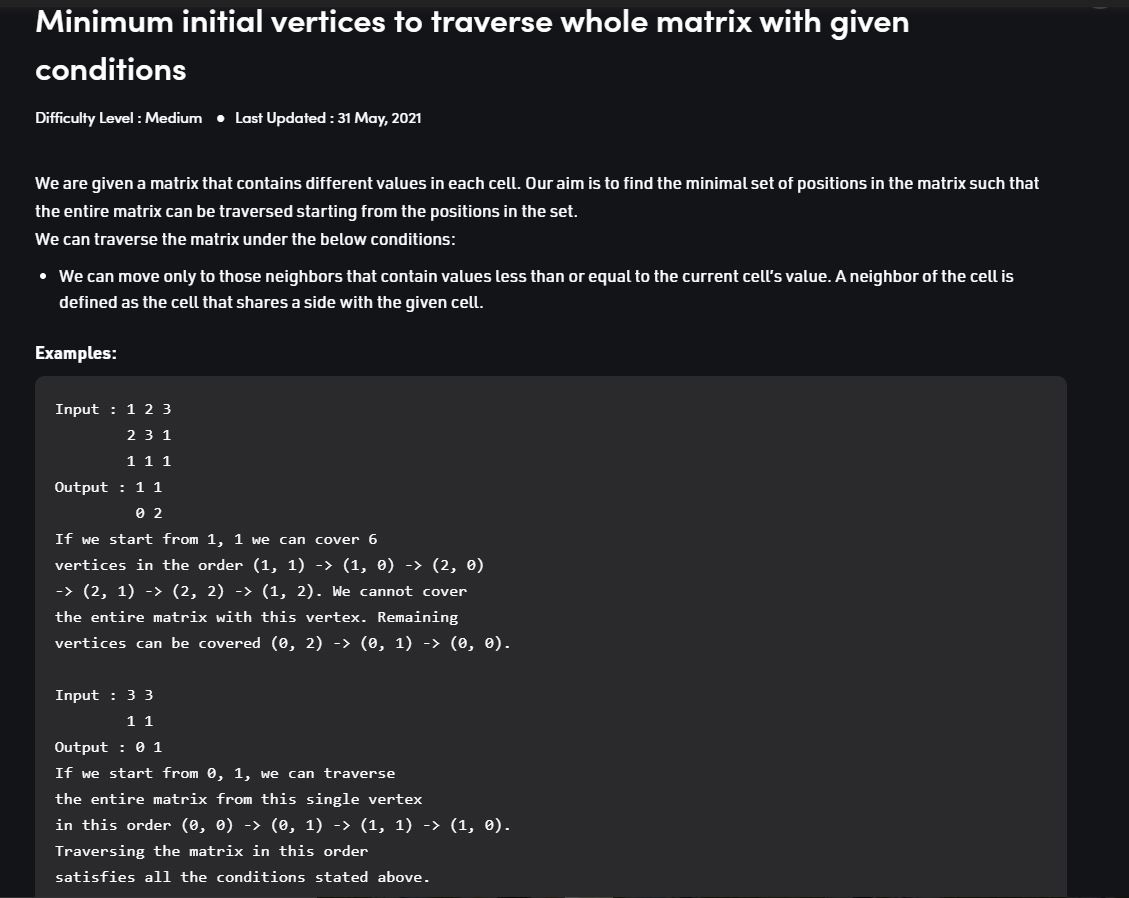 Minimum initial vertices to traverse whole matrix with given
conditions
Difficulty Level : Medium ● Last Updated : 31 May, 2021
We are given a matrix that contains different values in each cell. Our aim is to find the minimal set of positions in the matrix such that
the entire matrix can be traversed starting from the positions in the set.
We can traverse the matrix under the below conditions:
• We can move only to those neighbors that contain values less than or equal to the current cell's value. A neighbor of the cell is
defined as the cell that shares a side with the given cell.
Examples:
Input : 1 2 3
2 3 1
1 1 1
Output : 1 1
0 2
If we start from 1, 1 we can cover 6
vertices in the order (1, 1) -> (1, 0) -> (2, 0)
-> (2, 1) -> (2, 2) -> (1, 2). We cannot cover
the entire matrix with this vertex. Remaining
vertices can be covered (0, 2) -> (0, 1) -> (0, 0).
Input : 3 3
1 1
Output : 0 1
If we start from 0, 1, we can traverse
the entire matrix from this single vertex
in this order (0, 0) -> (0, 1) -> (1, 1) -> (1, 0).
Traversing the matrix in this order
satisfies all the conditions stated above.